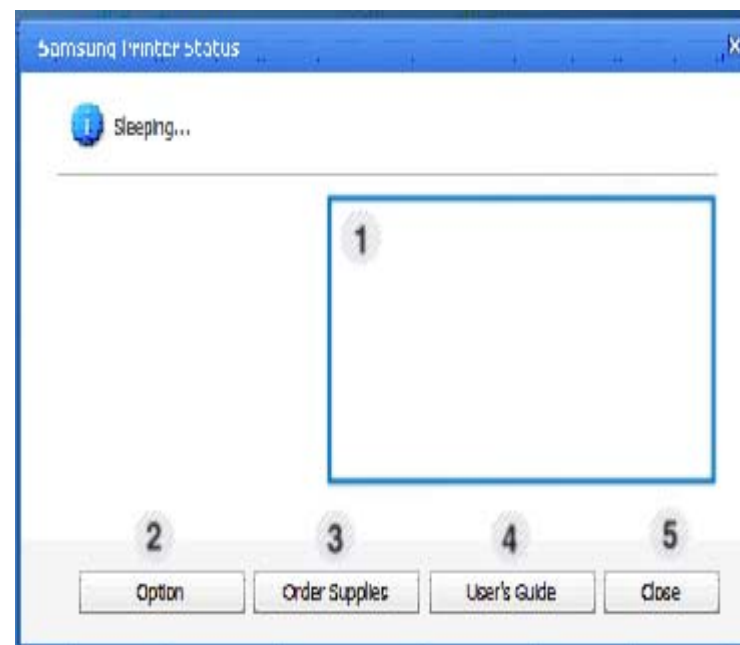 Samsung Printer Status
Sleeping...
1
2 3 4 5
Option Order Supplies User's Guide Close